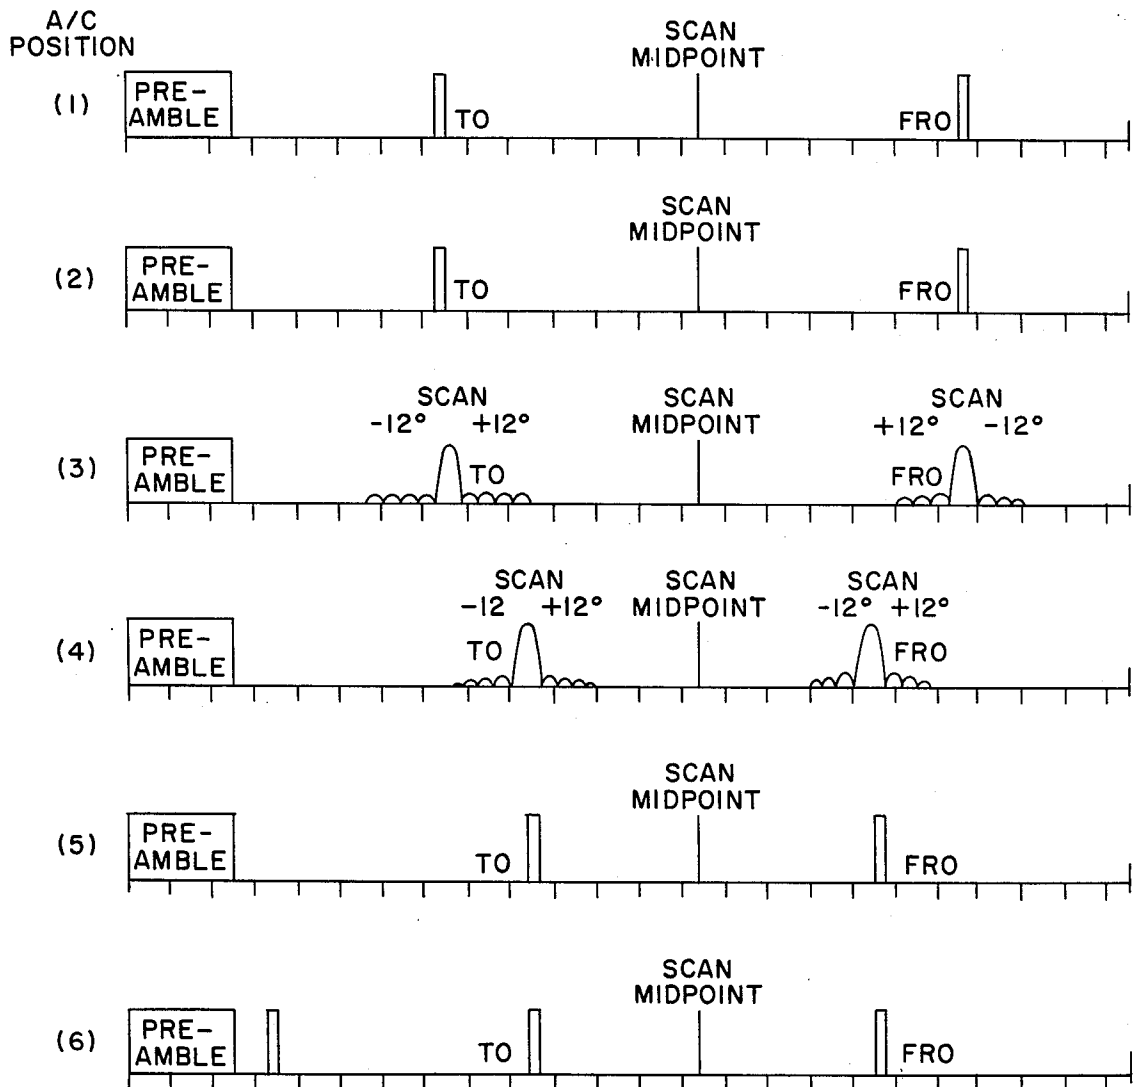 A/C
POSITION
SCAN
MIDPOINT
(1)
PRE-
AMBLE
TO
FRO
SCAN
MIDPOINT
(2)
PRE-
AMBLE
TO
FRO
SCAN
SCAN
MIDPOINT
SCAN
-12° +12°
+12° -12°
(3)
PRE-
AMBLE
TO
FRO
SCAN
SCAN
MIDPOINT
SCAN
-12 +12°
-12° +12°
(4)
PRE-
AMBLE
TO
FRO
SCAN
MIDPOINT
(5)
PRE-
AMBLE
TO
FRO
SCAN
MIDPOINT
(6)
PRE-
AMBLE
TO
FRO